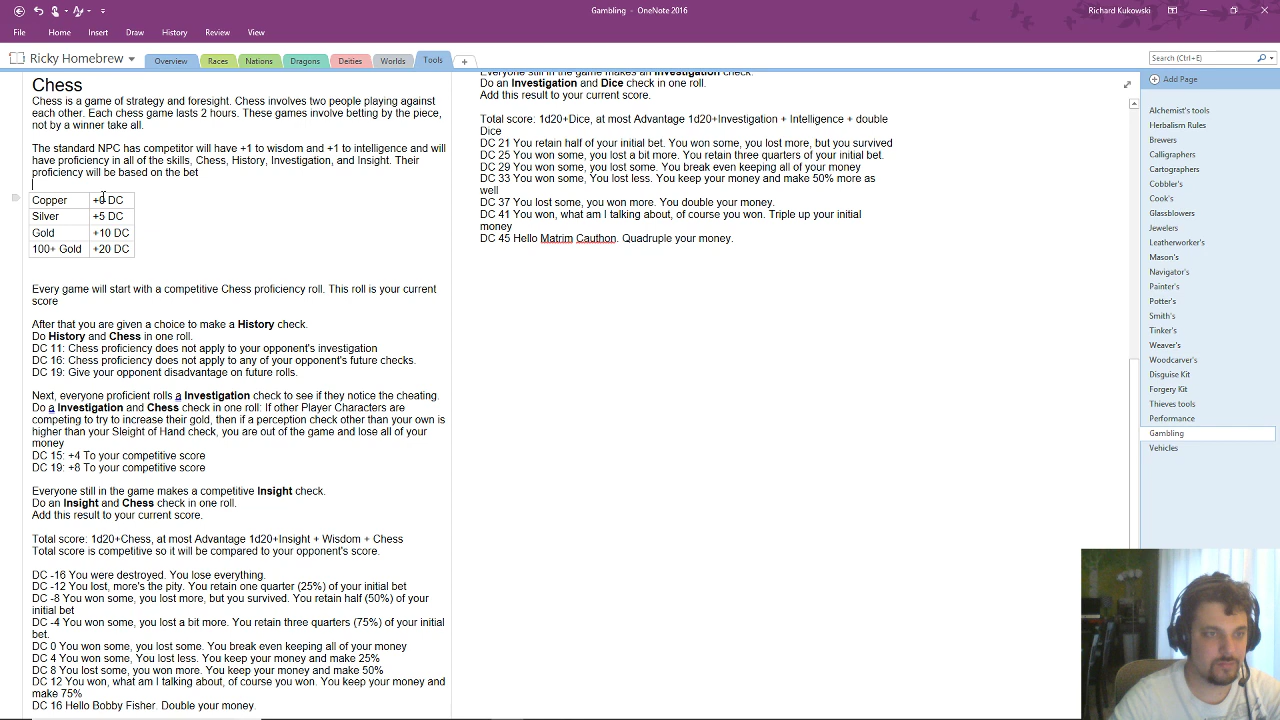 Gambling - OneNote 2016
Richard Kukowski
File Home Insert Draw History Review View
Ricky Homebrew
Overview Races Nations Dragons Deities Worlds Tools
Search (Ctrl+E)
Chess
Chess is a game of strategy and foresight. Chess involves two people playing against
each other. Each chess game lasts 2 hours. These games involve betting by the piece,
not by a winner take all.
The standard NPC has competitor will have +1 to wisdom and +1 to intelligence and will
have proficiency in all of the skills, Chess, History, Investigation, and Insight. Their
proficiency will be based on the bet
Copper +0 DC
Silver +5 DC
Gold +10 DC
100+ Gold +20 DC
Every game will start with a competitive Chess proficiency roll. This roll is your current
score
After that you are given a choice to make a History check.
Do History and Chess in one roll.
DC 11: Chess proficiency does not apply to your opponent's investigation
DC 16: Chess proficiency does not apply to any of your opponent's future checks.
DC 19: Give your opponent disadvantage on future rolls.
Next, everyone proficient rolls a Investigation check to see if they notice the cheating.
Do a Investigation and Chess check in one roll: If other Player Characters are
competing to try to increase their gold, then if a perception check other than your own is
higher than your Sleight of Hand check, you are out of the game and lose all of your
money
DC 15: +4 To your competitive score
DC 19: +8 To your competitive score
Everyone still in the game makes a competitive Insight check.
Do an Insight and Chess check in one roll.
Add this result to your current score.
Total score: 1d20+Chess, at most Advantage 1d20+Insight + Wisdom + Chess
Total score is competitive so it will be compared to your opponent's score.
DC -16 You were destroyed. You lose everything.
DC -12 You lost, more's the pity. You retain one quarter (25%) of your initial bet
DC -8 You won some, you lost more, but you survived. You retain half (50%) of your
initial bet
DC -4 You won some, you lost a bit more. You retain three quarters (75%) of your initial
bet.
DC 0 You won some, you lost some. You break even keeping all of your money
DC 4 You won some, You lost less. You keep your money and make 25%
DC 8 You lost some, you won more. You keep your money and make 50%
DC 12 You won, what am I talking about, of course you won. You keep your money and
make 75%
DC 16 Hello Bobby Fisher. Double your money.
Everyone still in the game makes an Investigation check.
Do an Investigation and Dice check in one roll.
Add this result to your current score.
Total score: 1d20+Dice, at most Advantage 1d20+Investigation + Intelligence + double
Dice
DC 21 You retain half of your initial bet. You won some, you lost more, but you survived
DC 25 You won some, you lost a bit more. You retain three quarters of your initial bet.
DC 29 You won some, you lost some. You break even keeping all of your money
DC 33 You won some, You lost less. You keep your money and make 50% more as
well
DC 37 You lost some, you won more. You double your money.
DC 41 You won, what am I talking about, of course you won. Triple up your initial
money
DC 45 Hello Matrim Cauthon. Quadruple your money.
Add Page
Alchemist's tools
Herbalism Rules
Brewers
Calligraphers
Cartographers
Cobbler's
Cook's
Glassblowers
Jewelers
Leatherworker's
Mason's
Navigator's
Painter's
Potter's
Smith's
Tinker's
Weaver's
Woodcarver's
Disguise Kit
Forgery Kit
Thieves tools
Performance
Gambling
Vehicles